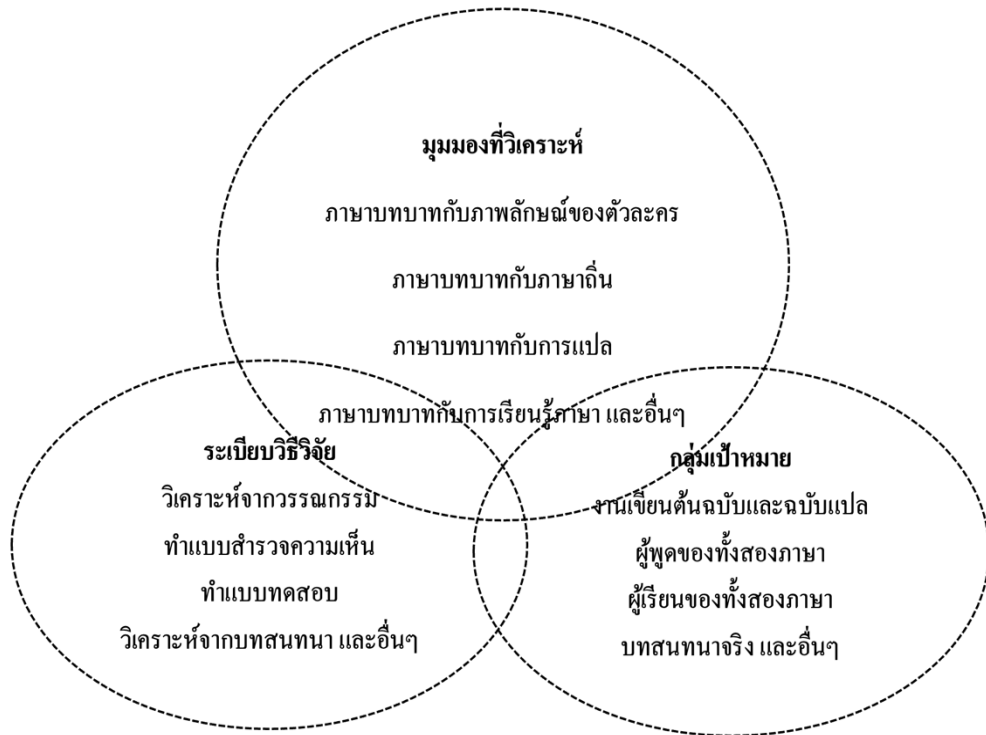 มุมมองที่วิเคราะห์
ภาษาบทบาทกับภาพลักษณ์ของตัวละคร
ภาษาบทบาทกับภาษาถิ่น
ภาษาบทบาทกับการแปล
ภาษาบทบาทกับการเรียนรู้ภาษา และอื่นๆ
ระเบียบวิธีวิจัย
วิเคราะห์จากวรรณกรรม
ทำแบบสำรวจความเห็น
ทำแบบทดสอบ
วิเคราะห์จากบทสนทนา และอื่นๆ
กลุ่มเป้าหมาย
งานเขียนต้นฉบับและฉบับแปล
ผู้พูดของทั้งสองภาษา
ผู้เรียนของทั้งสองภาษา
บทสนทนาจริง และอื่นๆ